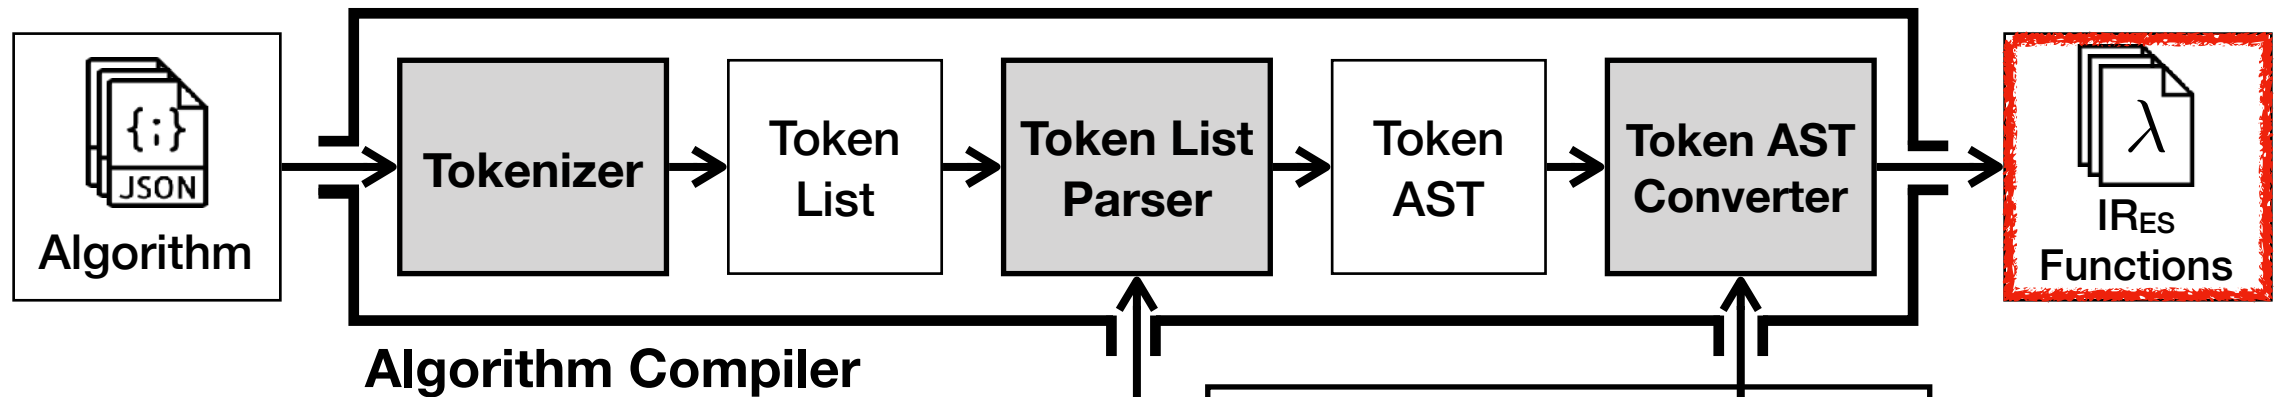 {;}
JSON
Algorithm
Tokenizer
Token
List
Token List
Parser
Token
AST
Token AST
Converter
λ
IRES
Functions
Algorithm Compiler